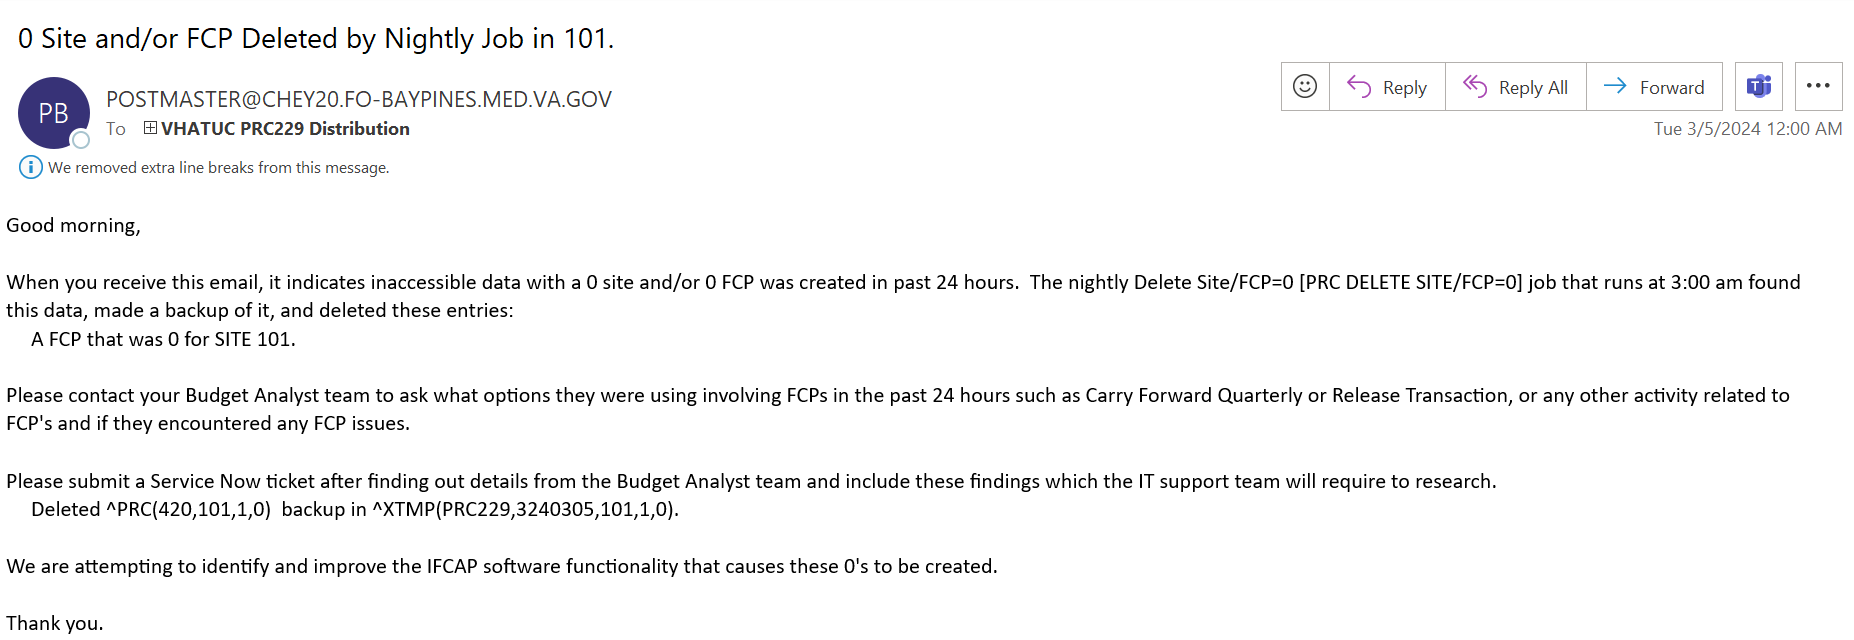 0 Site and/or FCP Deleted by Nightly Job in 101.
PB
POSTMASTER@CHEY20.FO-BAYPINES.MED.VA.GOV
To VHATUC PRC229 Distribution
Reply
Reply All
Forward
Tue 3/5/2024 12:00 AM
We removed extra line breaks from this message.
Good morning,
When you receive this email, it indicates inaccessible data with a 0 site and/or 0 FCP was created in past 24 hours.  The nightly Delete Site/FCP=0 [PRC DELETE SITE/FCP=0] job that runs at 3:00 am found
this data, made a backup of it, and deleted these entries:
A FCP that was 0 for SITE 101.
Please contact your Budget Analyst team to ask what options they were using involving FCPs in the past 24 hours such as Carry Forward Quarterly or Release Transaction, or any other activity related to
FCP's and if they encountered any FCP issues.
Please submit a Service Now ticket after finding out details from the Budget Analyst team and include these findings which the IT support team will require to research.
Deleted ^PRC(420,101,1,0)  backup in ^XTMP(PRC229,3240305,101,1,0).
We are attempting to identify and improve the IFCAP software functionality that causes these 0's to be created.
Thank you.